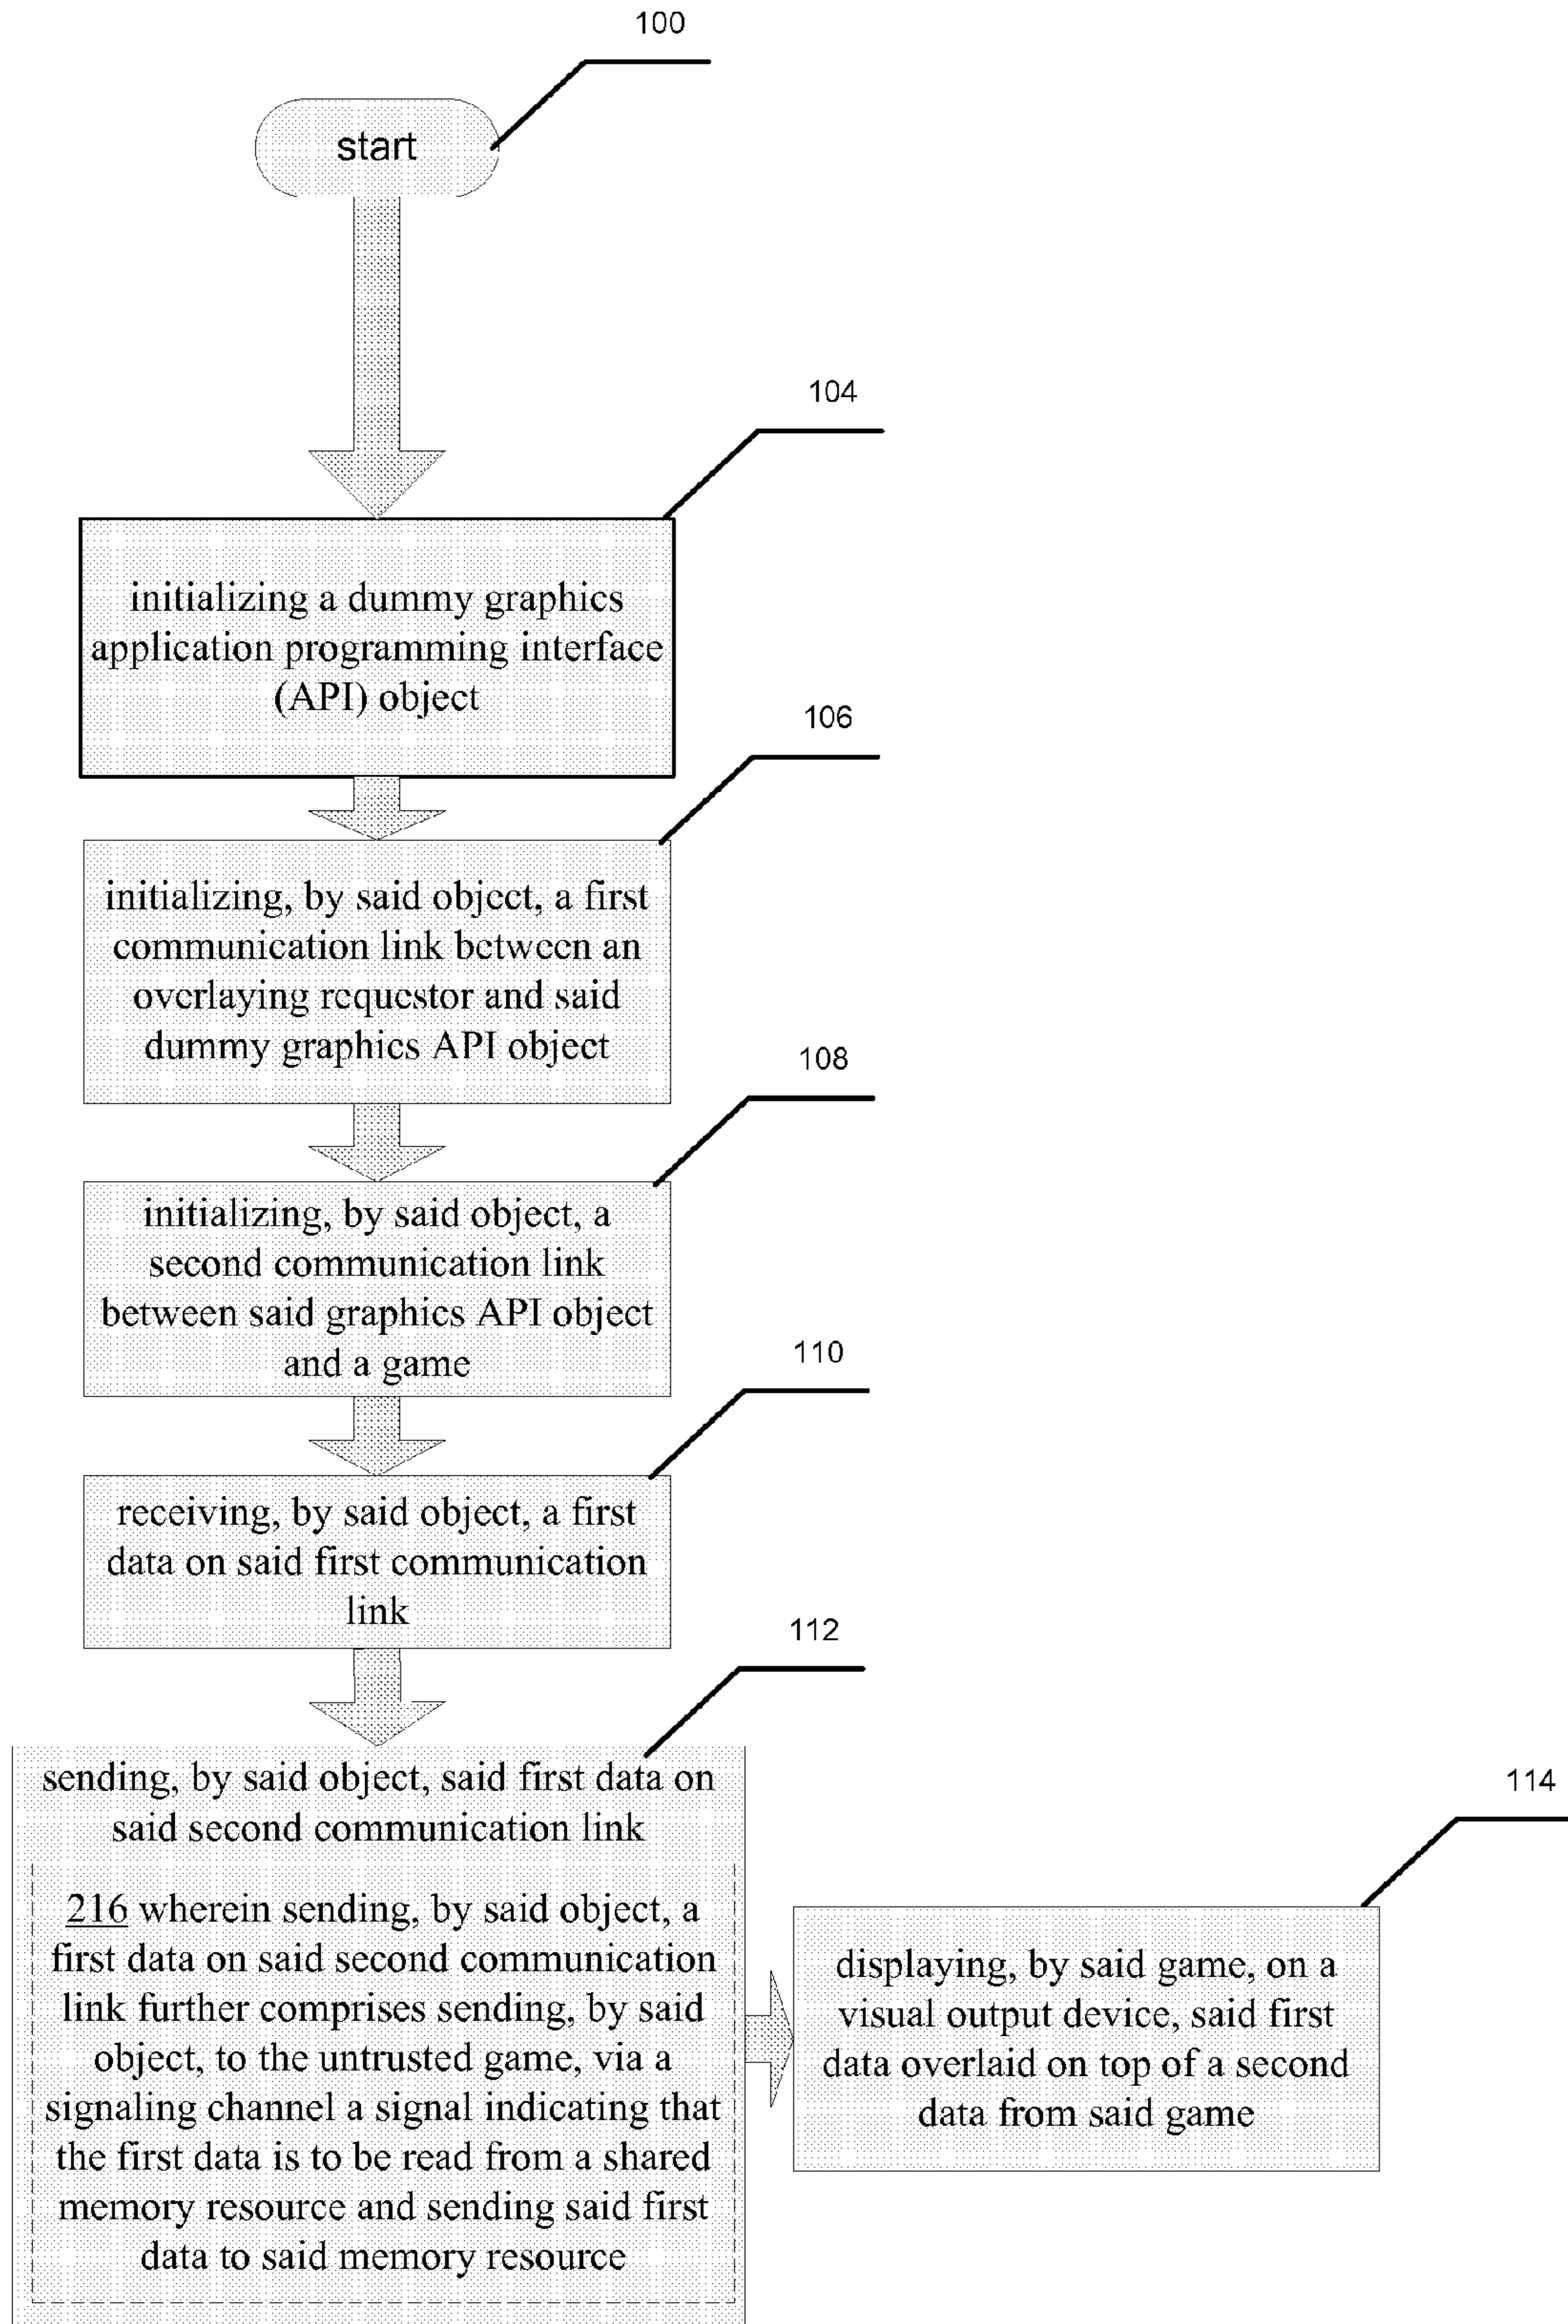 100
start
104
initializing a dummy graphics
application programming interface
(API) object
106
initializing, by said object, a first
communication link between an
overlaying requestor and said
dummy graphics API object
108
initializing, by said object, a
second communication link
between said graphics API object
and a game
110
receiving, by said object, a first
data on said first communication
link
112
sending, by said object, said first data on
said second communication link
216 wherein sending, by said object, a
first data on said second communication
link further comprises sending, by said
object, to the untrusted game, via a
signaling channel a signal indicating that
the first data is to be read from a shared
memory resource and sending said first
data to said memory resource
114
displaying, by said game, on a
visual output device, said first
data overlaid on top of a second
data from said game